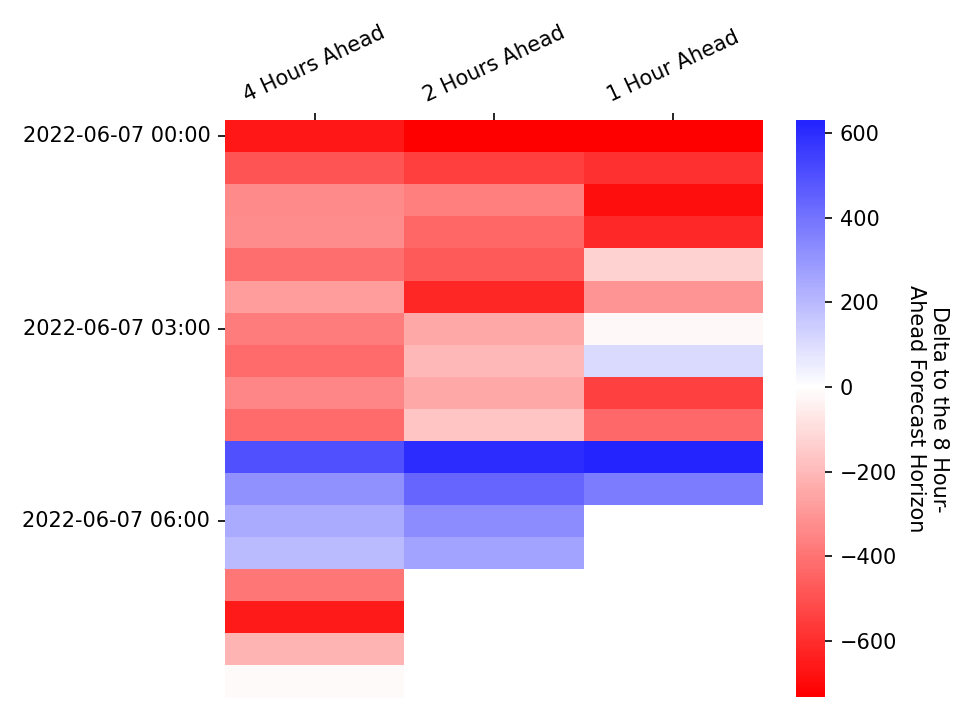 4 Hours Ahead
2 Hours Ahead
1 Hour Ahead
2022-06-07 00:00
2022-06-07 03:00
2022-06-07 06:00
600
400
200
0
−200
−400
−600
Delta to the 8 Hour-
Ahead Forecast Horizon